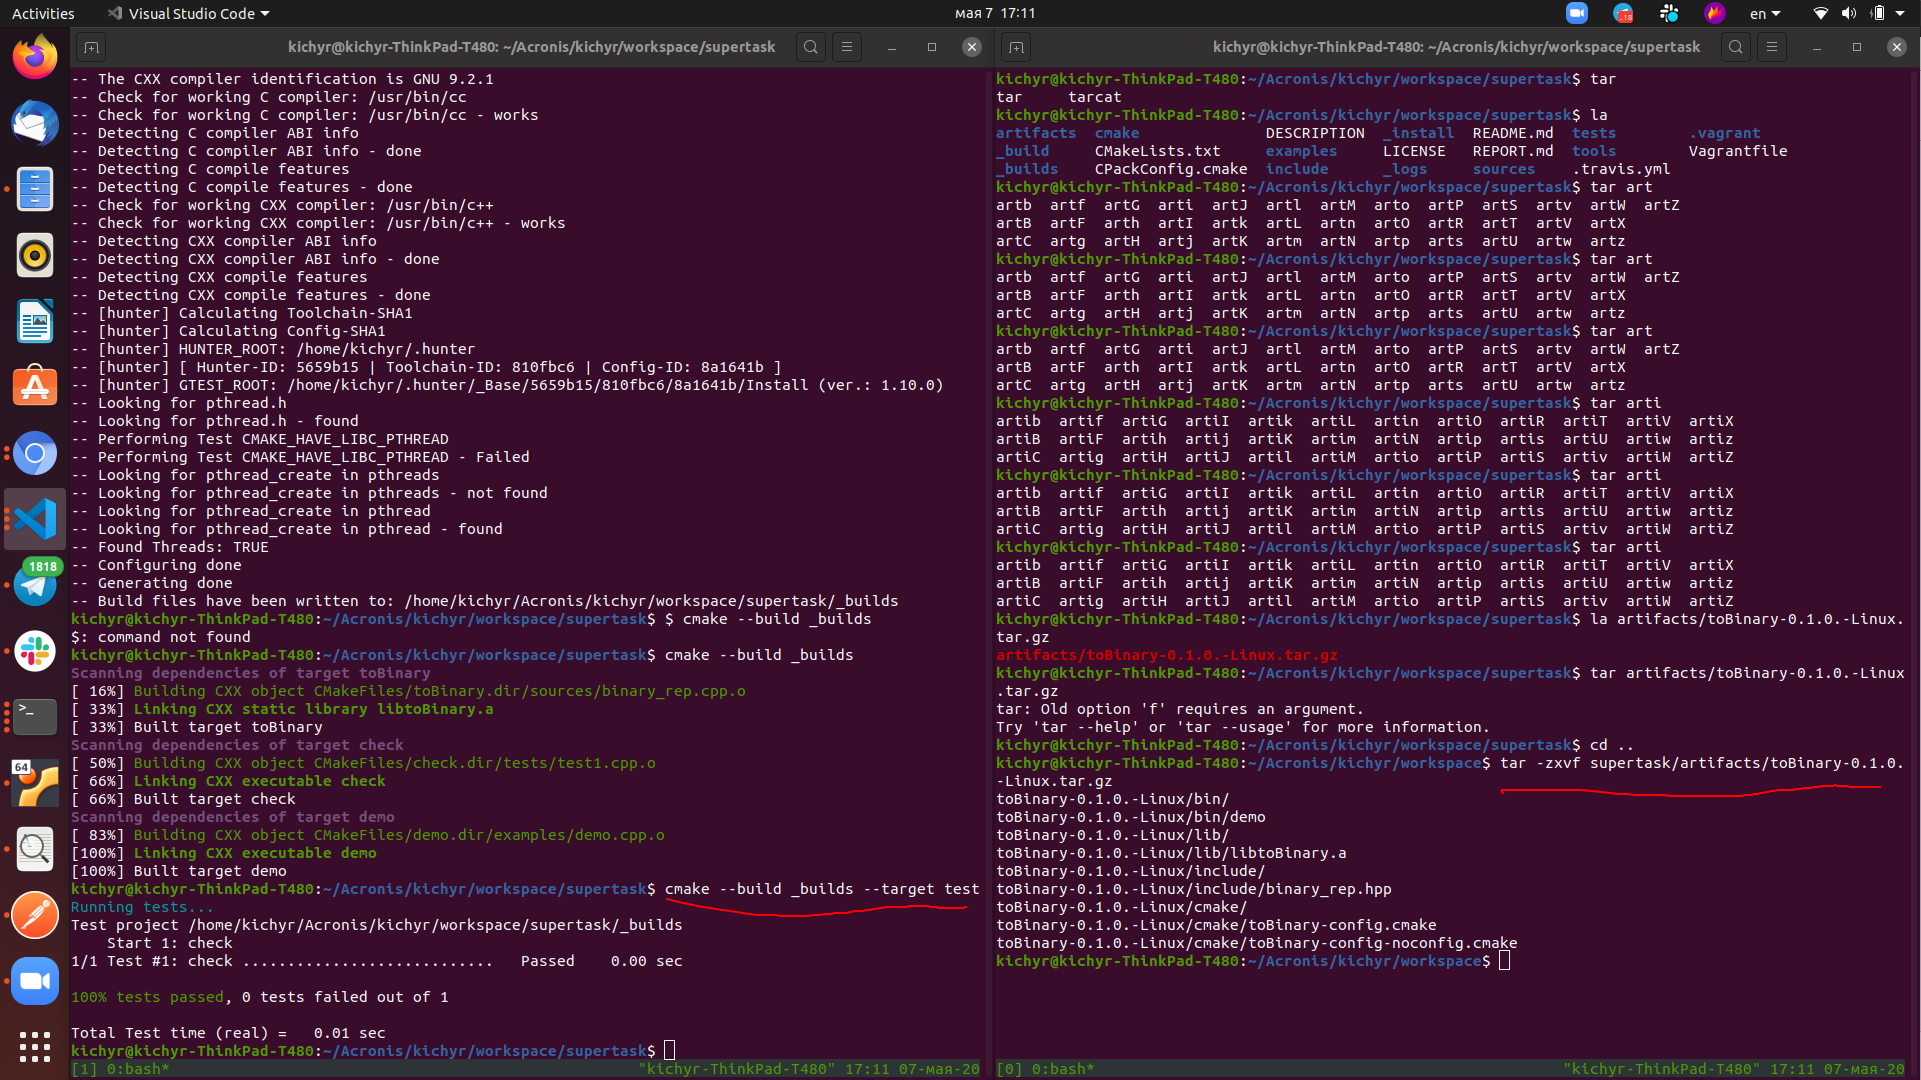 Activities
Visual Studio Code
мая 7 17:11
18
en
kichyr@kichyr-ThinkPad-T480: ~/Acronis/kichyr/workspace/supertask
-- The CXX compiler identification is GNU 9.2.1
-- Check for working C compiler: /usr/bin/cc
-- Check for working C compiler: /usr/bin/cc - works
-- Detecting C compiler ABI info
-- Detecting C compiler ABI info - done
-- Detecting C compile features
-- Detecting C compile features - done
-- Check for working CXX compiler: /usr/bin/c++
-- Check for working CXX compiler: /usr/bin/c++ - works
-- Detecting CXX compiler ABI info
-- Detecting CXX compiler ABI info - done
-- Detecting CXX compile features
-- Detecting CXX compile features - done
-- [hunter] Calculating Toolchain-SHA1
-- [hunter] Calculating Config-SHA1
-- [hunter] HUNTER_ROOT: /home/kichyr/.hunter
-- [hunter] [ Hunter-ID: 5659b15 | Toolchain-ID: 810fbc6 | Config-ID: 8a1641b ]
-- [hunter] GTEST_ROOT: /home/kichyr/.hunter/_Base/5659b15/810fbc6/8a1641b/Install (ver.: 1.10.0)
-- Looking for pthread.h
-- Looking for pthread.h - found
-- Performing Test CMAKE_HAVE_LIBC_PTHREAD
-- Performing Test CMAKE_HAVE_LIBC_PTHREAD - Failed
-- Looking for pthread_create in pthreads
-- Looking for pthread_create in pthreads - not found
-- Looking for pthread_create in pthread
-- Looking for pthread_create in pthread - found
-- Found Threads: TRUE
-- Configuring done
-- Generating done
-- Build files have been written to: /home/kichyr/Acronis/kichyr/workspace/supertask/_builds
kichyr@kichyr-ThinkPad-T480:~/Acronis/kichyr/workspace/supertask$ $ cmake --build _builds
$: command not found
kichyr@kichyr-ThinkPad-T480:~/Acronis/kichyr/workspace/supertask$ cmake --build _builds
Scanning dependencies of target toBinary
[ 16%] Building CXX object CMakeFiles/toBinary.dir/sources/binary_rep.cpp.o
[ 33%] Linking CXX static library libtoBinary.a
[ 33%] Built target toBinary
Scanning dependencies of target check
[ 50%] Building CXX object CMakeFiles/check.dir/tests/test1.cpp.o
[ 66%] Linking CXX executable check
[ 66%] Built target check
Scanning dependencies of target demo
[ 83%] Building CXX object CMakeFiles/demo.dir/examples/demo.cpp.o
[100%] Linking CXX executable demo
[100%] Built target demo
kichyr@kichyr-ThinkPad-T480:~/Acronis/kichyr/workspace/supertask$ cmake --build _builds --target test
Running tests...
Test project /home/kichyr/Acronis/kichyr/workspace/supertask/_builds
    Start 1: check
1/1 Test #1: check ............................   Passed    0.00 sec
100% tests passed, 0 tests failed out of 1
Total Test time (real) =   0.01 sec
kichyr@kichyr-ThinkPad-T480:~/Acronis/kichyr/workspace/supertask$
[1] 0:bash* "kichyr-ThinkPad-T480" 17:11 07-мая-20
kichyr@kichyr-ThinkPad-T480: ~/Acronis/kichyr/workspace/supertask
kichyr@kichyr-ThinkPad-T480:~/Acronis/kichyr/workspace/supertask$ tar
tar     tarcat
kichyr@kichyr-ThinkPad-T480:~/Acronis/kichyr/workspace/supertask$ la
artifacts  cmake              DESCRIPTION  _install  README.md  tests      .vagrant
_build     CMakeLists.txt     examples     LICENSE   REPORT.md  tools      Vagrantfile
_builds    CPackConfig.cmake  include      _logs     sources    .travis.yml
kichyr@kichyr-ThinkPad-T480:~/Acronis/kichyr/workspace/supertask$ tar art
artb  artf  artG  arti  artJ  artl  artM  arto  artP  artS  artv  artW  artZ
artB  artF  arth  artI  artk  artL  artn  artO  artR  artT  artV  artX
artC  artg  artH  artj  artK  artm  artN  artp  arts  artU  artw  artz
kichyr@kichyr-ThinkPad-T480:~/Acronis/kichyr/workspace/supertask$ tar art
artb  artf  artG  arti  artJ  artl  artM  arto  artP  artS  artv  artW  artZ
artB  artF  arth  artI  artk  artL  artn  artO  artR  artT  artV  artX
artC  artg  artH  artj  artK  artm  artN  artp  arts  artU  artw  artz
kichyr@kichyr-ThinkPad-T480:~/Acronis/kichyr/workspace/supertask$ tar art
artb  artf  artG  arti  artJ  artl  artM  arto  artP  artS  artv  artW  artZ
artB  artF  arth  artI  artk  artL  artn  artO  artR  artT  artV  artX
artC  artg  artH  artj  artK  artm  artN  artp  arts  artU  artw  artz
kichyr@kichyr-ThinkPad-T480:~/Acronis/kichyr/workspace/supertask$ tar arti
artib  artif  artiG  artiI  artik  artiL  artin  artiO  artiR  artiT  artiV  artiX
artiB  artiF  artih  artij  artiK  artim  artiN  artip  artis  artiU  artiw  artiz
artiC  artig  artiH  artiJ  artil  artiM  artio  artiP  artiS  artiv  artiW  artiZ
kichyr@kichyr-ThinkPad-T480:~/Acronis/kichyr/workspace/supertask$ tar arti
artib  artif  artiG  artiI  artik  artiL  artin  artiO  artiR  artiT  artiV  artiX
artiB  artiF  artih  artij  artiK  artim  artiN  artip  artis  artiU  artiw  artiz
artiC  artig  artiH  artiJ  artil  artiM  artio  artiP  artiS  artiv  artiW  artiZ
kichyr@kichyr-ThinkPad-T480:~/Acronis/kichyr/workspace/supertask$ tar arti
artib  artif  artiG  artiI  artik  artiL  artin  artiO  artiR  artiT  artiV  artiX
artiB  artiF  artih  artij  artiK  artim  artiN  artip  artis  artiU  artiw  artiz
artiC  artig  artiH  artiJ  artil  artiM  artio  artiP  artiS  artiv  artiW  artiZ
kichyr@kichyr-ThinkPad-T480:~/Acronis/kichyr/workspace/supertask$ la artifacts/toBinary-0.1.0.-Linux.
tar.gz
artifacts/toBinary-0.1.0.-Linux.tar.gz
kichyr@kichyr-ThinkPad-T480:~/Acronis/kichyr/workspace/supertask$ tar artifacts/toBinary-0.1.0.-Linux
.tar.gz
tar: Old option 'f' requires an argument.
Try 'tar --help' or 'tar --usage' for more information.
kichyr@kichyr-ThinkPad-T480:~/Acronis/kichyr/workspace/supertask$ cd ..
kichyr@kichyr-ThinkPad-T480:~/Acronis/kichyr/workspace$ tar -zxvf supertask/artifacts/toBinary-0.1.0.
-Linux.tar.gz
toBinary-0.1.0.-Linux/bin/
toBinary-0.1.0.-Linux/bin/demo
toBinary-0.1.0.-Linux/lib/
toBinary-0.1.0.-Linux/lib/libtoBinary.a
toBinary-0.1.0.-Linux/include/
toBinary-0.1.0.-Linux/include/binary_rep.hpp
toBinary-0.1.0.-Linux/cmake/
toBinary-0.1.0.-Linux/cmake/toBinary-config.cmake
toBinary-0.1.0.-Linux/cmake/toBinary-config-noconfig.cmake
kichyr@kichyr-ThinkPad-T480:~/Acronis/kichyr/workspace$
[0] 0:bash* "kichyr-ThinkPad-T480" 17:11 07-мая-20
1818
>_
64